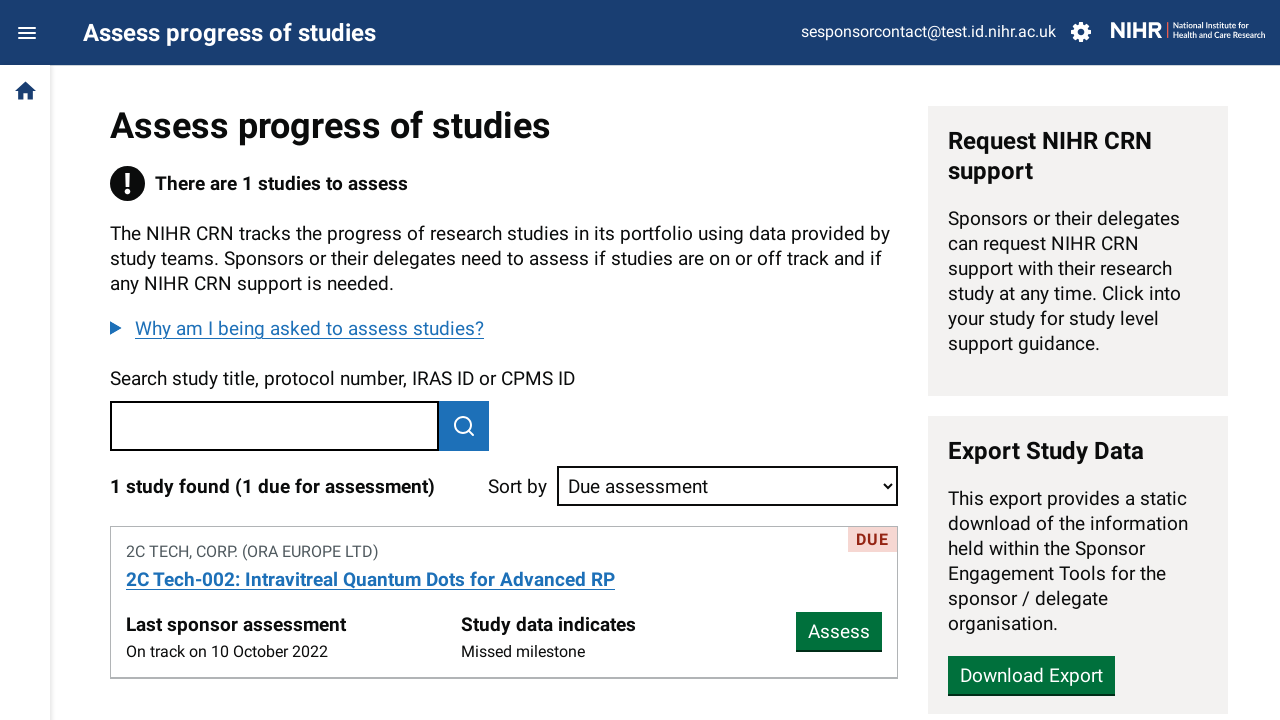 Assess progress of studies
sesponsorcontact@test.id.nihr.ac.uk
NIHR National Institute for
Health and Care Research
Assess progress of studies
There are 1 studies to assess
The NIHR CRN tracks the progress of research studies in its portfolio using data provided by
study teams. Sponsors or their delegates need to assess if studies are on or off track and if
any NIHR CRN support is needed.
Why am I being asked to assess studies?
Search study title, protocol number, IRAS ID or CPMS ID
1 study found (1 due for assessment)
Sort by
Due assessment
DUE
2C TECH, CORP. (ORA EUROPE LTD)
2C Tech-002: Intravitreal Quantum Dots for Advanced RP
Last sponsor assessment
On track on 10 October 2022
Study data indicates
Missed milestone
Assess
Request NIHR CRN
support
Sponsors or their delegates
can request NIHR CRN
support with their research
study at any time. Click into
your study for study level
support guidance.
Export Study Data
This export provides a static
download of the information
held within the Sponsor
Engagement Tools for the
sponsor / delegate
organisation.
Download Export